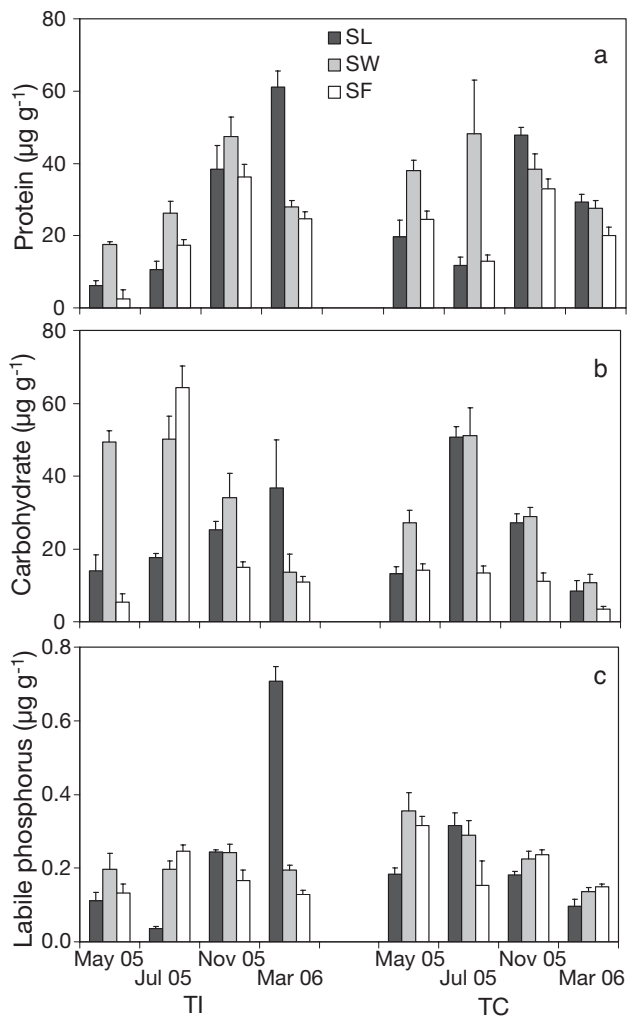 80
60
40
20
0
Protein (µg g-1)
SL
SW
SF
a
80
60
40
20
0
Carbohydrate (µg g-1)
b
0.8
0.6
0.4
0.2
0.0
Labile phosphorus (µg g-1)
c
May 05 Nov 05 May 05 Nov 05
Jul 05 Mar 06 Jul 05 Mar 06
TI TC